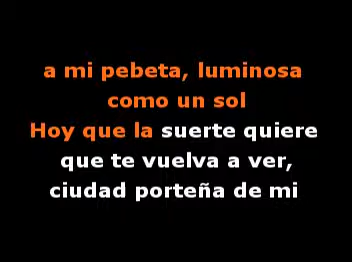 a mi pebeta, luminosa
como un sol
Hoy que la suerte quiere
que te vuelva a ver,
ciudad porteña de mi